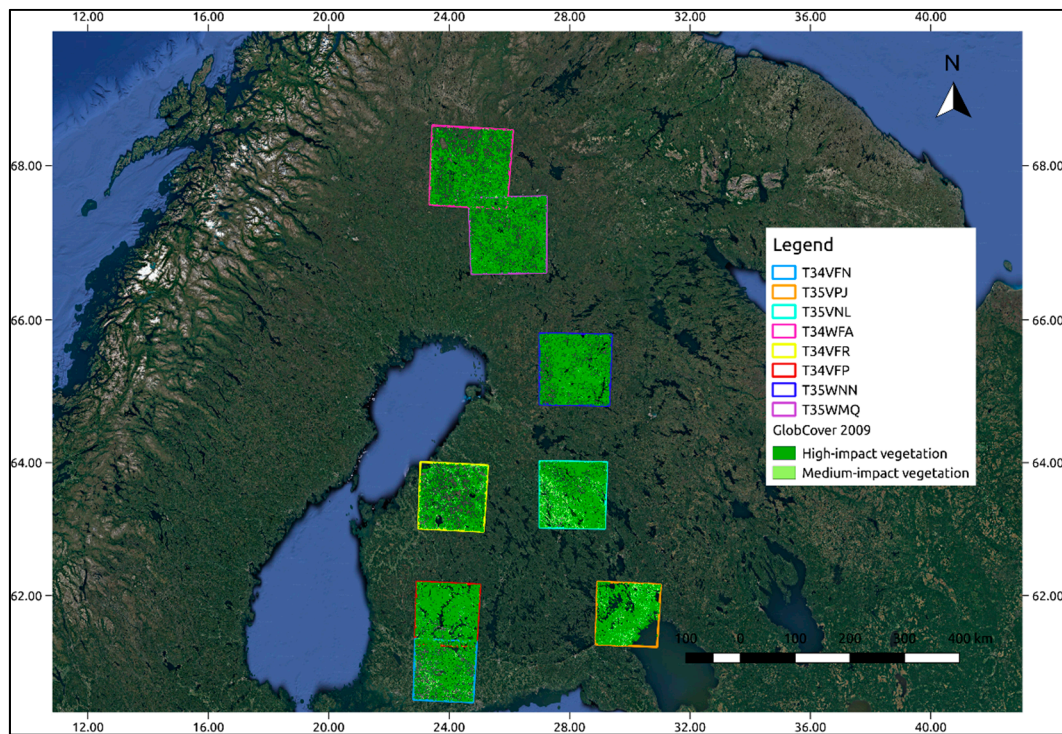 12.00 16.00 20.00 24.00 28.00 32.00 36.00 40.00
N
68.00 68.00
Legend
T34VFN
T35VPJ
T35VNL
T34WFA
66.00 66.00
T34VFR
T34VFP
T35WNN
T35WMQ
GlobCover 2009
High-impact vegetation
64.00 64.00
Medium-impact vegetation
62.00 62.00
100 0 100 200 300 400 km
12.00 16.00 20.00 24.00 28.00 32.00 36.00 40.00